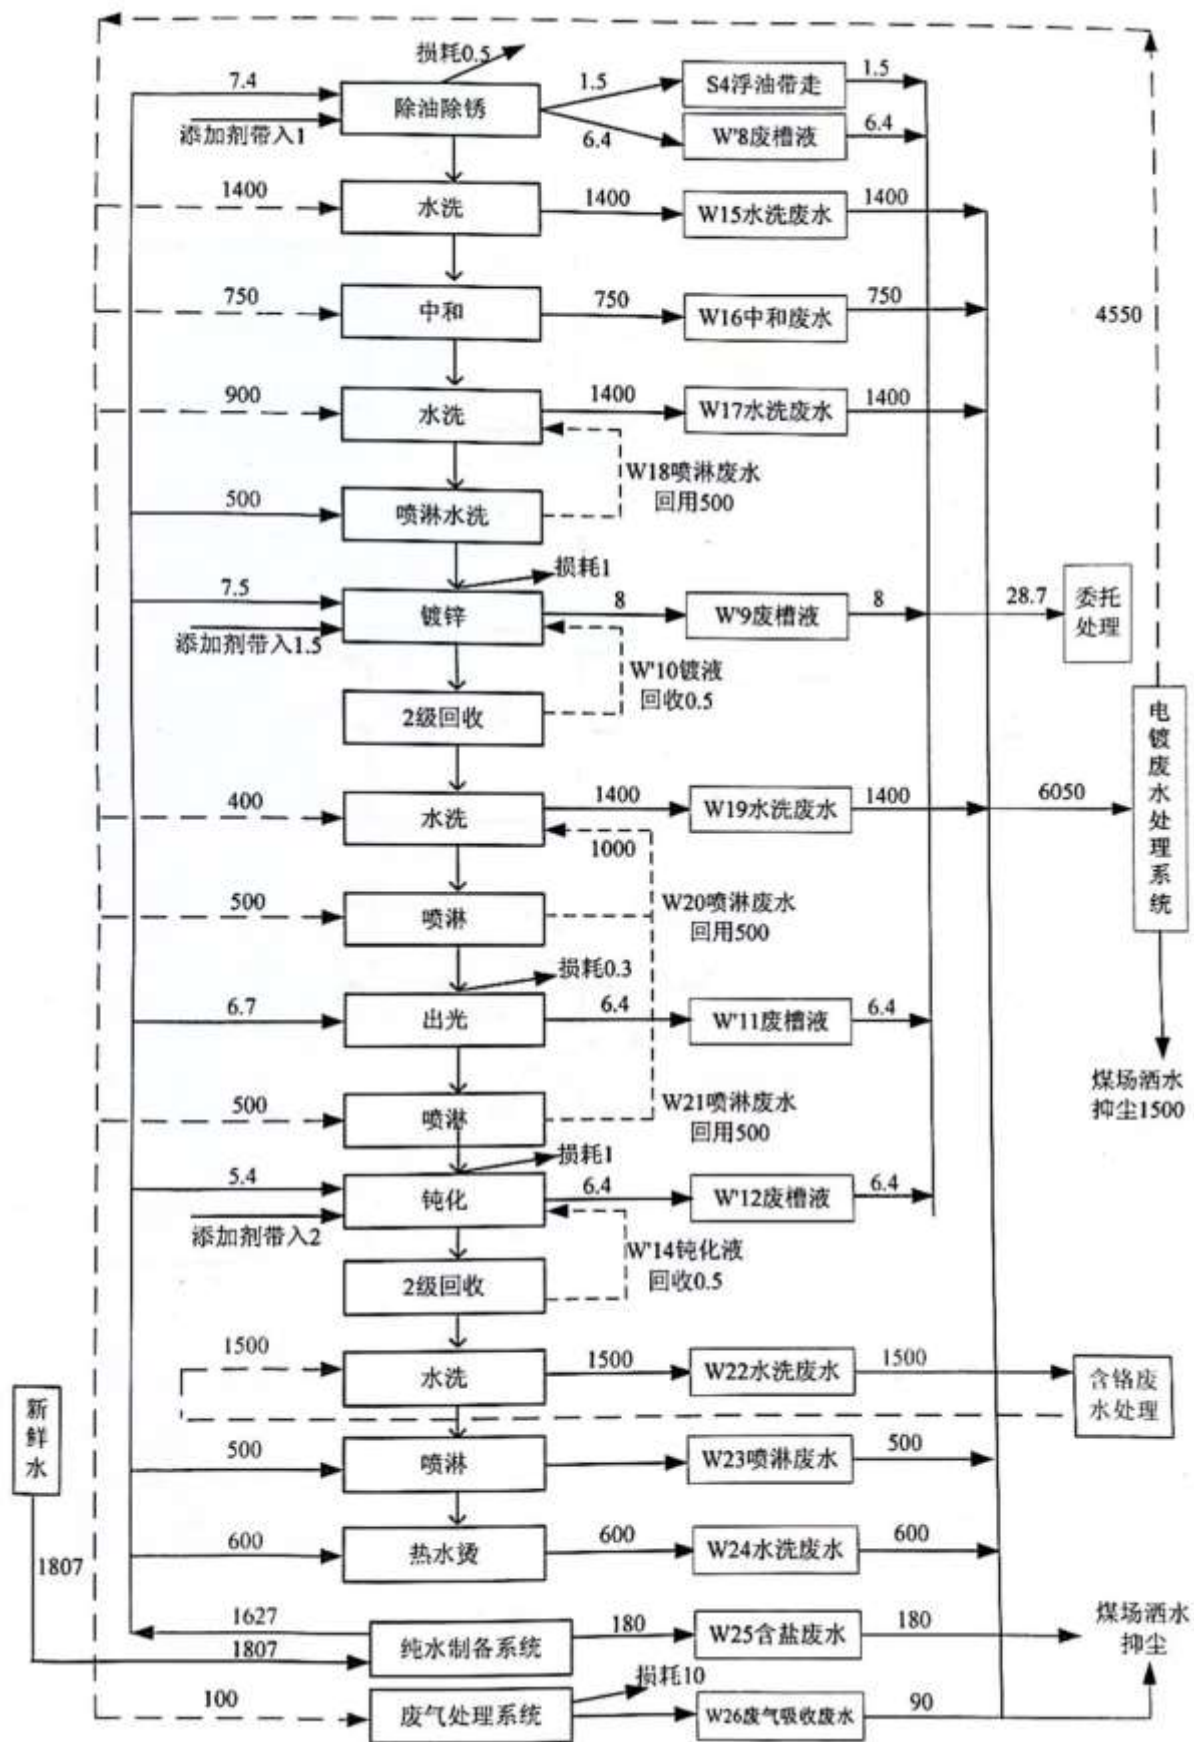 损耗0.5
7.4
除油除锈
1.5
S4浮油带走
1.5
添加剂带入1
6.4
W'8废槽液
6.4
1400
水洗
1400
W15水洗废水
1400
750
中和
750
W16中和废水
750
4550
900
水洗
1400
W17水洗废水
1400
W18喷淋废水
回用500
500
喷淋水洗
损耗1
7.5
镀锌
8
W'9废槽液
8
28.7
委托
处理
添加剂带入1.5
W'10镀液
回收0.5
2级回收
电镀废水处理系统
400
水洗
1400
W19水洗废水
1400
6050
1000
500
喷淋
W20喷淋废水
回用500
损耗0.3
6.7
出光
6.4
W'11废槽液
6.4
煤场洒水
抑尘1500
500
喷淋
W21喷淋废水
回用500
损耗1
5.4
钝化
6.4
W'12废槽液
6.4
添加剂带入2
W'14钝化液
回收0.5
2级回收
1500
水洗
1500
W22水洗废水
1500
含铬废
水处理
新鲜水
500
喷淋
W23喷淋废水
500
600
热水烫
600
W24水洗废水
600
1807
1627
纯水制备系统
180
W25含盐废水
180
煤场洒水
抑尘
1807
损耗10
100
废气处理系统
W26废气吸收废水
90